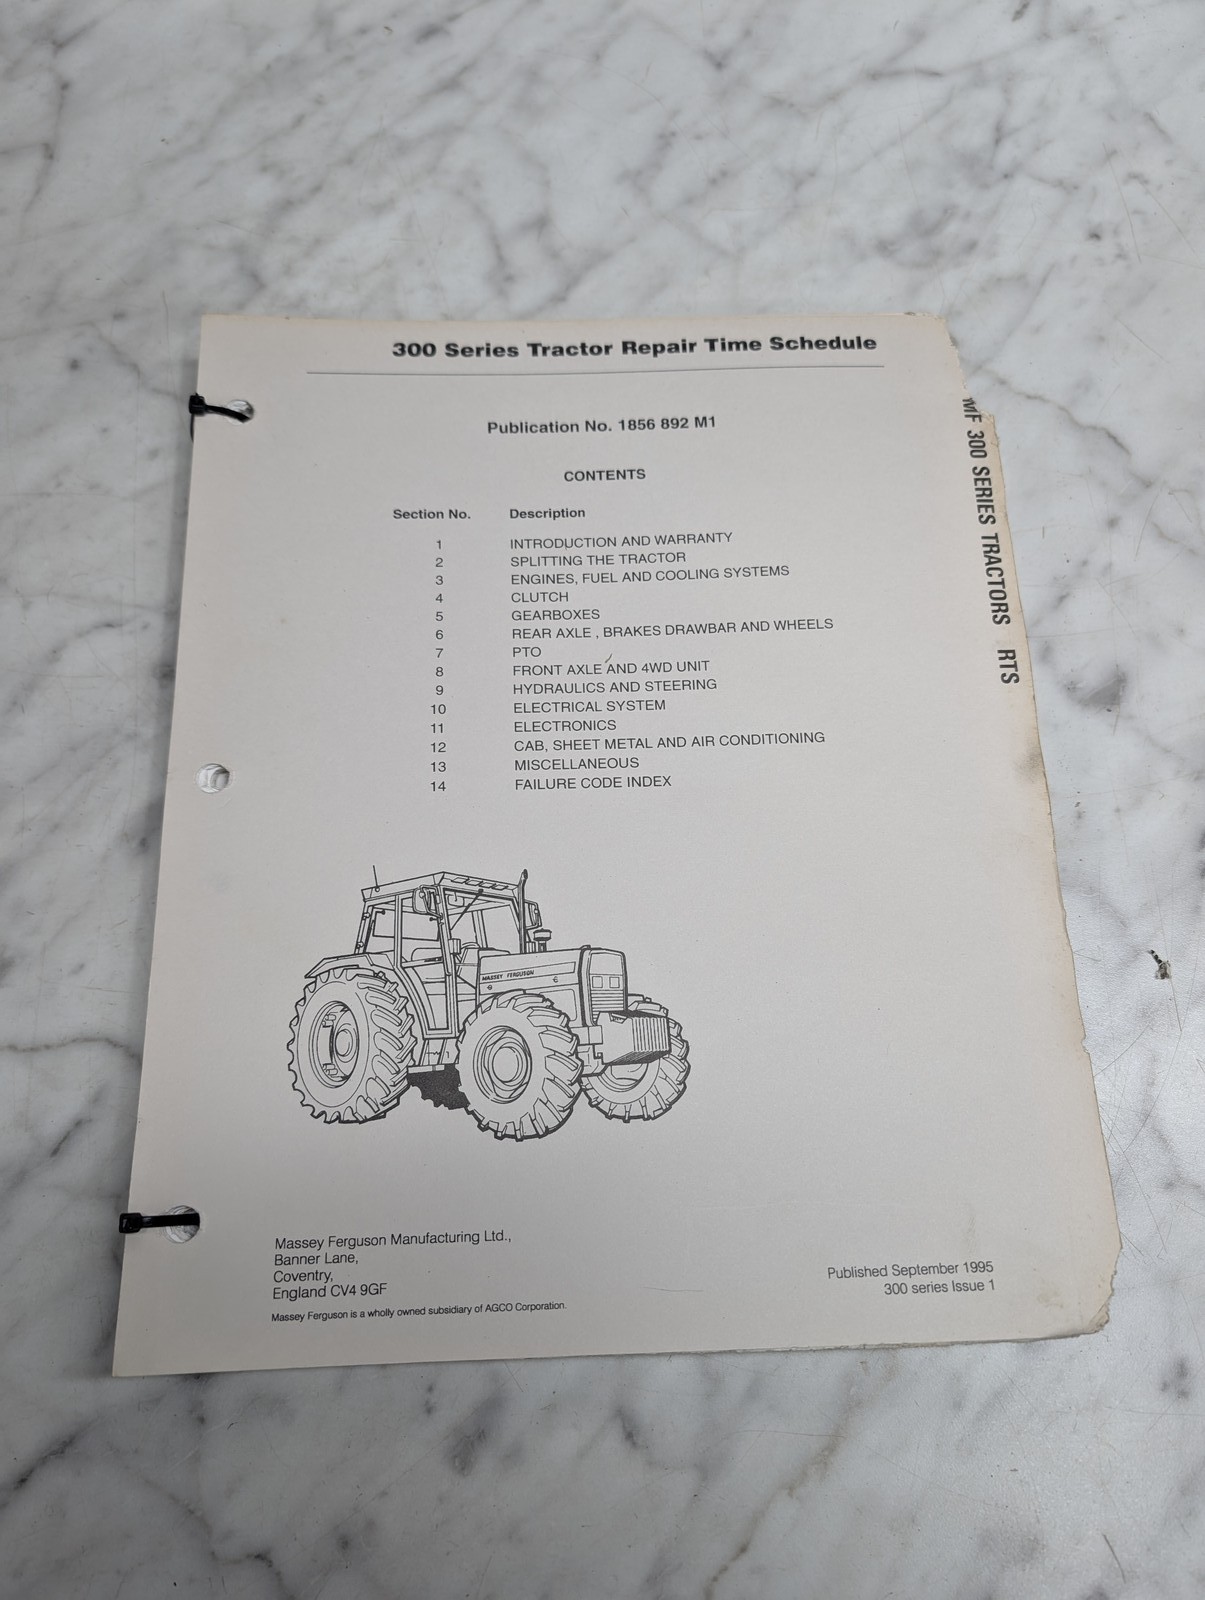 300 Series Tractor Repair Time Schedule
Publication No. 1856 892 M1
CONTENTS
Section No. Description
1 INTRODUCTION AND WARRANTY
2 SPLITTING THE TRACTOR
3 ENGINES, FUEL AND COOLING SYSTEMS
4 CLUTCH
5 GEARBOXES
6 REAR AXLE , BRAKES DRAWBAR AND WHEELS
7 PTO
8 FRONT AXLE AND 4WD UNIT
9 HYDRAULICS AND STEERING
10 ELECTRICAL SYSTEM
11 ELECTRONICS
12 CAB, SHEET METAL AND AIR CONDITIONING
13 MISCELLANEOUS
14 FAILURE CODE INDEX
MF 300 SERIES TRACTORS RTS
MASSEY FERGUSON
Massey Ferguson Manufacturing Ltd.,
Banner Lane,
Coventry,
England CV4 9GF
Massey Ferguson is a wholly owned subsidiary of AGCO Corporation.
Published September 1995
300 series Issue 1